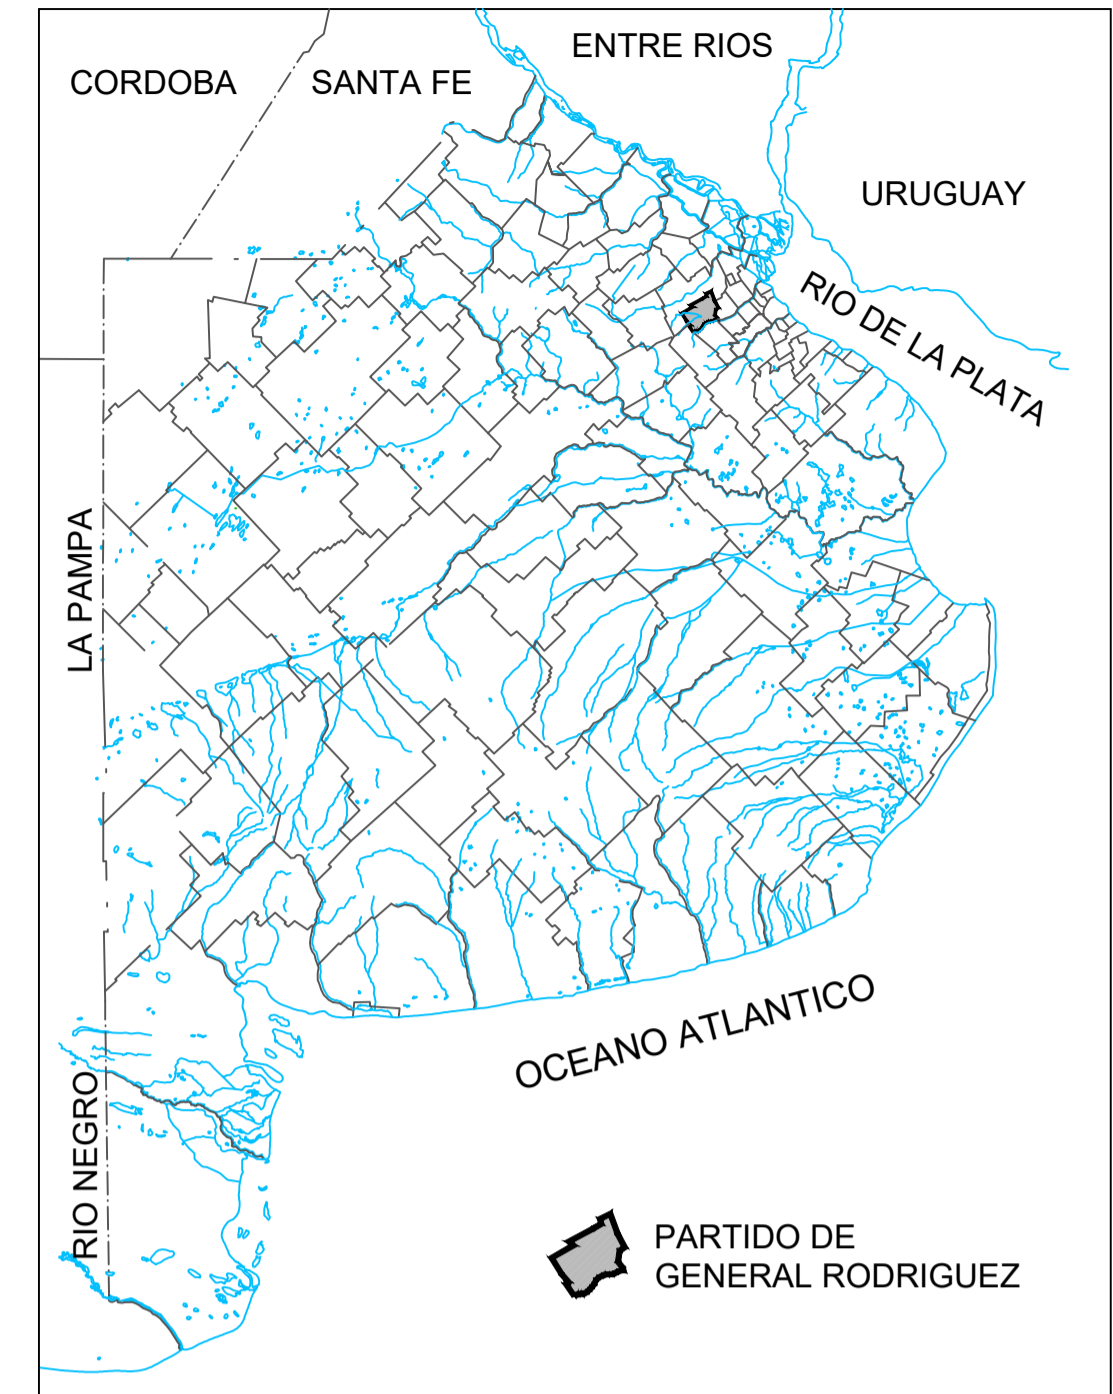 ENTRE RIOS
CORDOBA
SANTA FE
URUGUAY
RIO DE LA PLATA
LA PAMPA
OCEANO ATLANTICO
RIO NEGRO
PARTIDO DE
GENERAL RODRIGUEZ